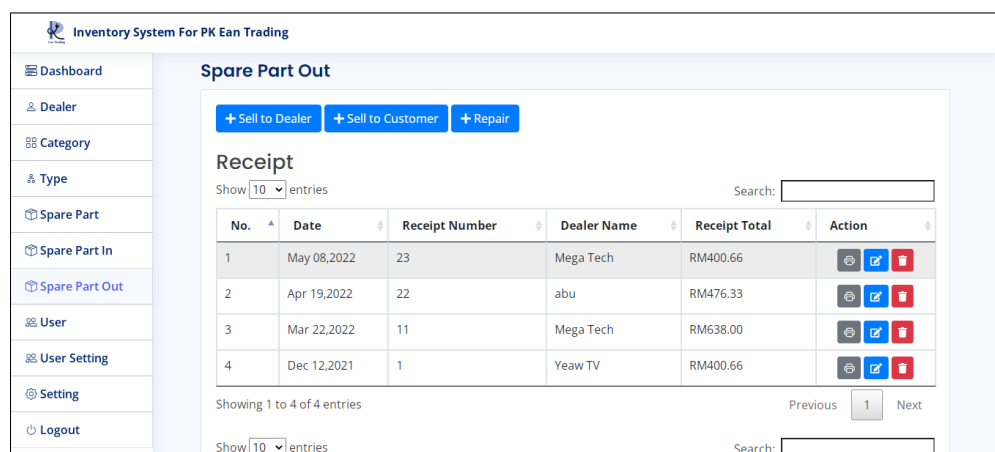 Inventory System For PK Ean Trading
Dashboard
Dealer
Category
Type
Spare Part
Spare Part In
Spare Part Out
User
User Setting
Setting
Logout
Spare Part Out
+ Sell to Dealer + Sell to Customer + Repair
Receipt
Show 10 entries Search:
No. Date Receipt Number Dealer Name Receipt Total Action
1 May 08,2022 23 Mega Tech RM400.66
2 Apr 19,2022 22 abu RM476.33
3 Mar 22,2022 11 Mega Tech RM638.00
4 Dec 12,2021 1 Yeaw TV RM400.66
Showing 1 to 4 of 4 entries Previous 1 Next
Show 10 entries Search: